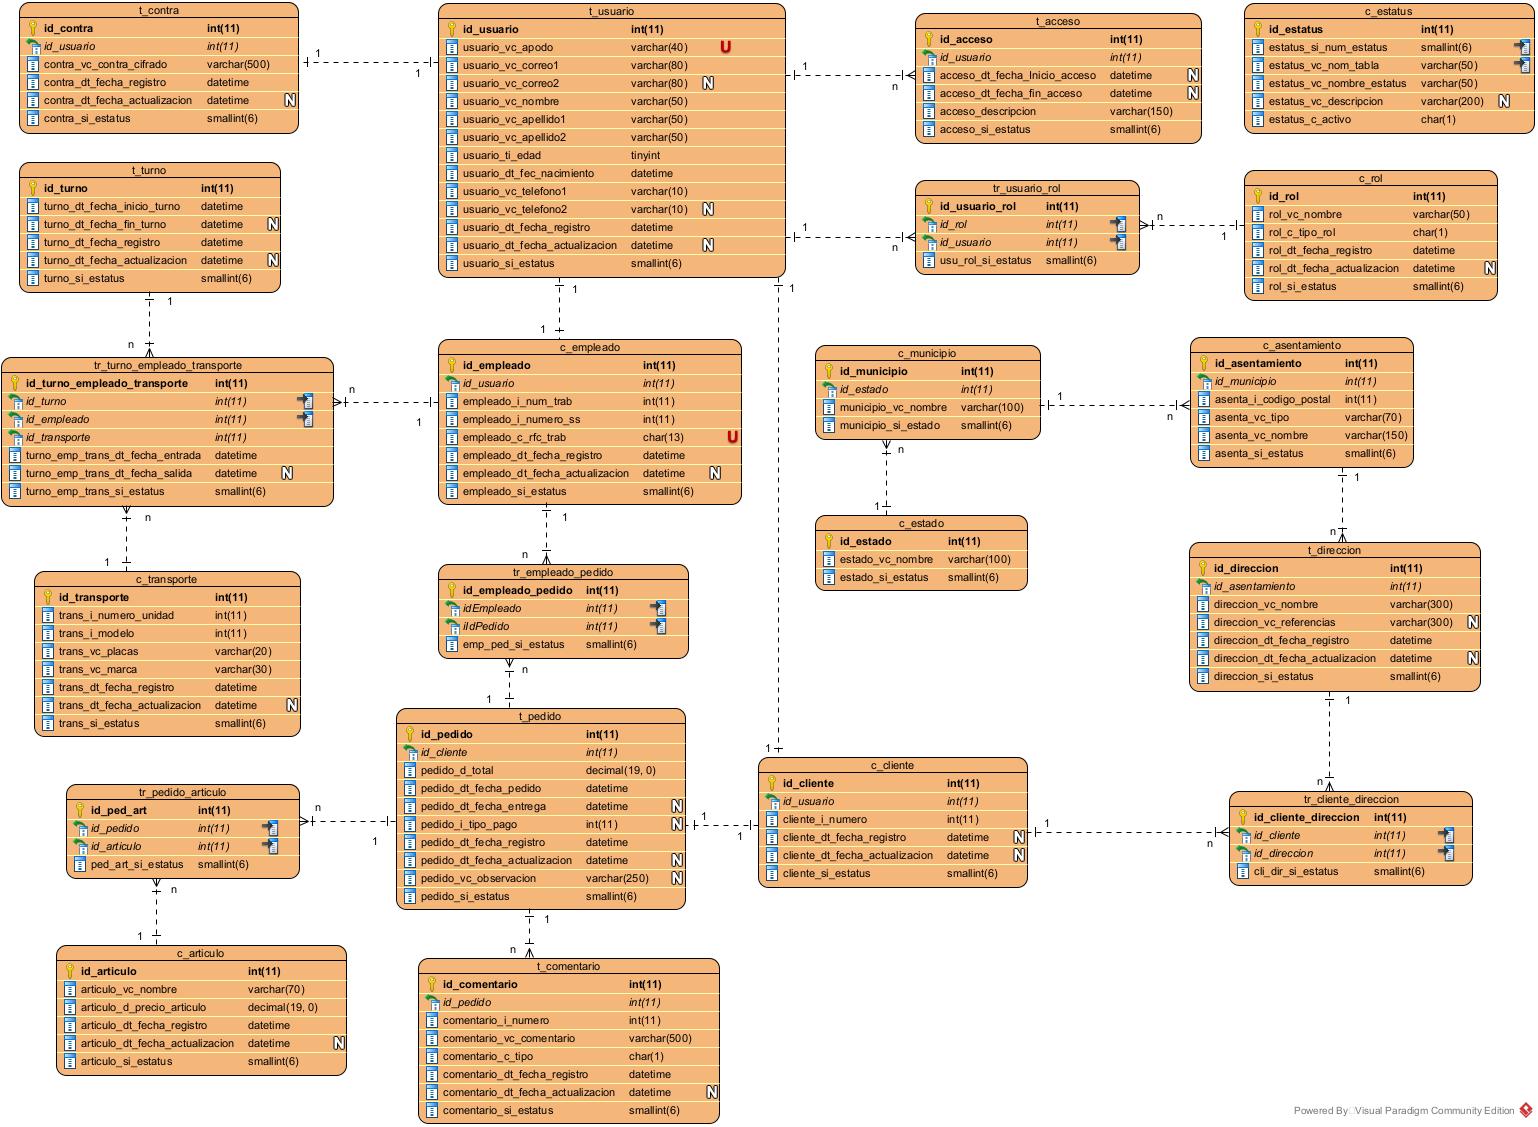 t_contra
id_contra int(11)
id_usuario int(11)
contra_vc_contra_cifrado varchar(500)
contra_dt_fecha_registro datetime
contra_dt_fecha_actualizacion datetime N
contra_si_estatus smallint(6)
1
1
t_usuario
id_usuario int(11)
usuario_vc_apodo varchar(40) U
usuario_vc_correo1 varchar(80)
usuario_vc_correo2 varchar(80) N
usuario_vc_nombre varchar(50)
usuario_vc_apellido1 varchar(50)
usuario_vc_apellido2 varchar(50)
usuario_ti_edad tinyint
usuario_dt_fec_nacimiento datetime
usuario_vc_telefono1 varchar(10)
usuario_vc_telefono2 varchar(10) N
usuario_dt_fecha_registro datetime
usuario_dt_fecha_actualizacion datetime N
usuario_si_estatus smallint(6)
1
n
t_acceso
id_acceso int(11)
id_usuario int(11)
acceso_dt_fecha_Inicio_acceso datetime N
acceso_dt_fecha_fin_acceso datetime N
acceso_descripcion varchar(150)
acceso_si_estatus smallint(6)
c_estatus
id_estatus int(11)
estatus_si_num_estatus smallint(6)
estatus_vc_nom_tabla varchar(50)
estatus_vc_nombre_estatus varchar(50)
estatus_vc_descripcion varchar(200) N
estatus_c_activo char(1)
t_turno
id_turno int(11)
turno_dt_fecha_inicio_turno datetime
turno_dt_fecha_fin_turno datetime N
turno_dt_fecha_registro datetime
turno_dt_fecha_actualizacion datetime N
turno_si_estatus smallint(6)
1
n
1
n
tr_usuario_rol
id_usuario_rol int(11)
id_rol int(11)
id_usuario int(11)
usu_rol_si_estatus smallint(6)
n
1
c_rol
id_rol int(11)
rol_vc_nombre varchar(50)
rol_c_tipo_rol char(1)
rol_dt_fecha_registro datetime
rol_dt_fecha_actualizacion datetime N
rol_si_estatus smallint(6)
1
1
1
1
tr_turno_empleado_transporte
id_turno_empleado_transporte int(11)
id_turno int(11)
id_empleado int(11)
id_transporte int(11)
turno_emp_trans_dt_fecha_entrada datetime
turno_emp_trans_dt_fecha_salida datetime N
turno_emp_trans_si_estatus smallint(6)
n
1
n
1
c_empleado
id_empleado int(11)
id_usuario int(11)
empleado_i_num_trab int(11)
empleado_i_numero_ss int(11)
empleado_c_rfc_trab char(13) U
empleado_dt_fecha_registro datetime
empleado_dt_fecha_actualizacion datetime N
empleado_si_estatus smallint(6)
1
n
c_municipio
id_municipio int(11)
id_estado int(11)
municipio_vc_nombre varchar(100)
municipio_si_estado smallint(6)
1
n
n
1
c_asentamiento
id_asentamiento int(11)
id_municipio int(11)
asenta_i_codigo_postal int(11)
asenta_vc_tipo varchar(70)
asenta_vc_nombre varchar(150)
asenta_si_estatus smallint(6)
1
n
c_estado
id_estado int(11)
estado_vc_nombre varchar(100)
estado_si_estatus smallint(6)
t_direccion
id_direccion int(11)
id_asentamiento int(11)
direccion_vc_nombre varchar(300)
direccion_vc_referencias varchar(300) N
direccion_dt_fecha_registro datetime
direccion_dt_fecha_actualizacion datetime N
direccion_si_estatus smallint(6)
1
n
c_transporte
id_transporte int(11)
trans_i_numero_unidad int(11)
trans_i_modelo int(11)
trans_vc_placas varchar(20)
trans_vc_marca varchar(30)
trans_dt_fecha_registro datetime
trans_dt_fecha_actualizacion datetime N
trans_si_estatus smallint(6)
tr_empleado_pedido
id_empleado_pedido int(11)
idEmpleado int(11)
iIdPedido int(11)
emp_ped_si_estatus smallint(6)
n
1
t_pedido
id_pedido int(11)
id_cliente int(11)
pedido_d_total decimal(19, 0)
pedido_dt_fecha_pedido datetime
pedido_dt_fecha_entrega datetime N
pedido_i_tipo_pago int(11) N
pedido_dt_fecha_registro datetime
pedido_dt_fecha_actualizacion datetime N
pedido_vc_observacion varchar(250) N
pedido_si_estatus smallint(6)
1
1
c_cliente
id_cliente int(11)
id_usuario int(11)
cliente_i_numero int(11)
cliente_dt_fecha_registro datetime N
cliente_dt_fecha_actualizacion datetime N
cliente_si_estatus smallint(6)
1
n
tr_cliente_direccion
id_cliente_direccion int(11)
id_cliente int(11)
id_direccion int(11)
cli_dir_si_estatus smallint(6)
tr_pedido_articulo
id_ped_art int(11)
id_pedido int(11)
id_articulo int(11)
ped_art_si_estatus smallint(6)
n
1
n
1
c_articulo
id_articulo int(11)
articulo_vc_nombre varchar(70)
articulo_d_precio_articulo decimal(19, 0)
articulo_dt_fecha_registro datetime
articulo_dt_fecha_actualizacion datetime N
articulo_si_estatus smallint(6)
1
n
t_comentario
id_comentario int(11)
id_pedido int(11)
comentario_i_numero int(11)
comentario_vc_comentario varchar(500)
comentario_c_tipo char(1)
comentario_dt_fecha_registro datetime
comentario_dt_fecha_actualizacion datetime N
comentario_si_estatus smallint(6)
Powered By Visual Paradigm Community Edition